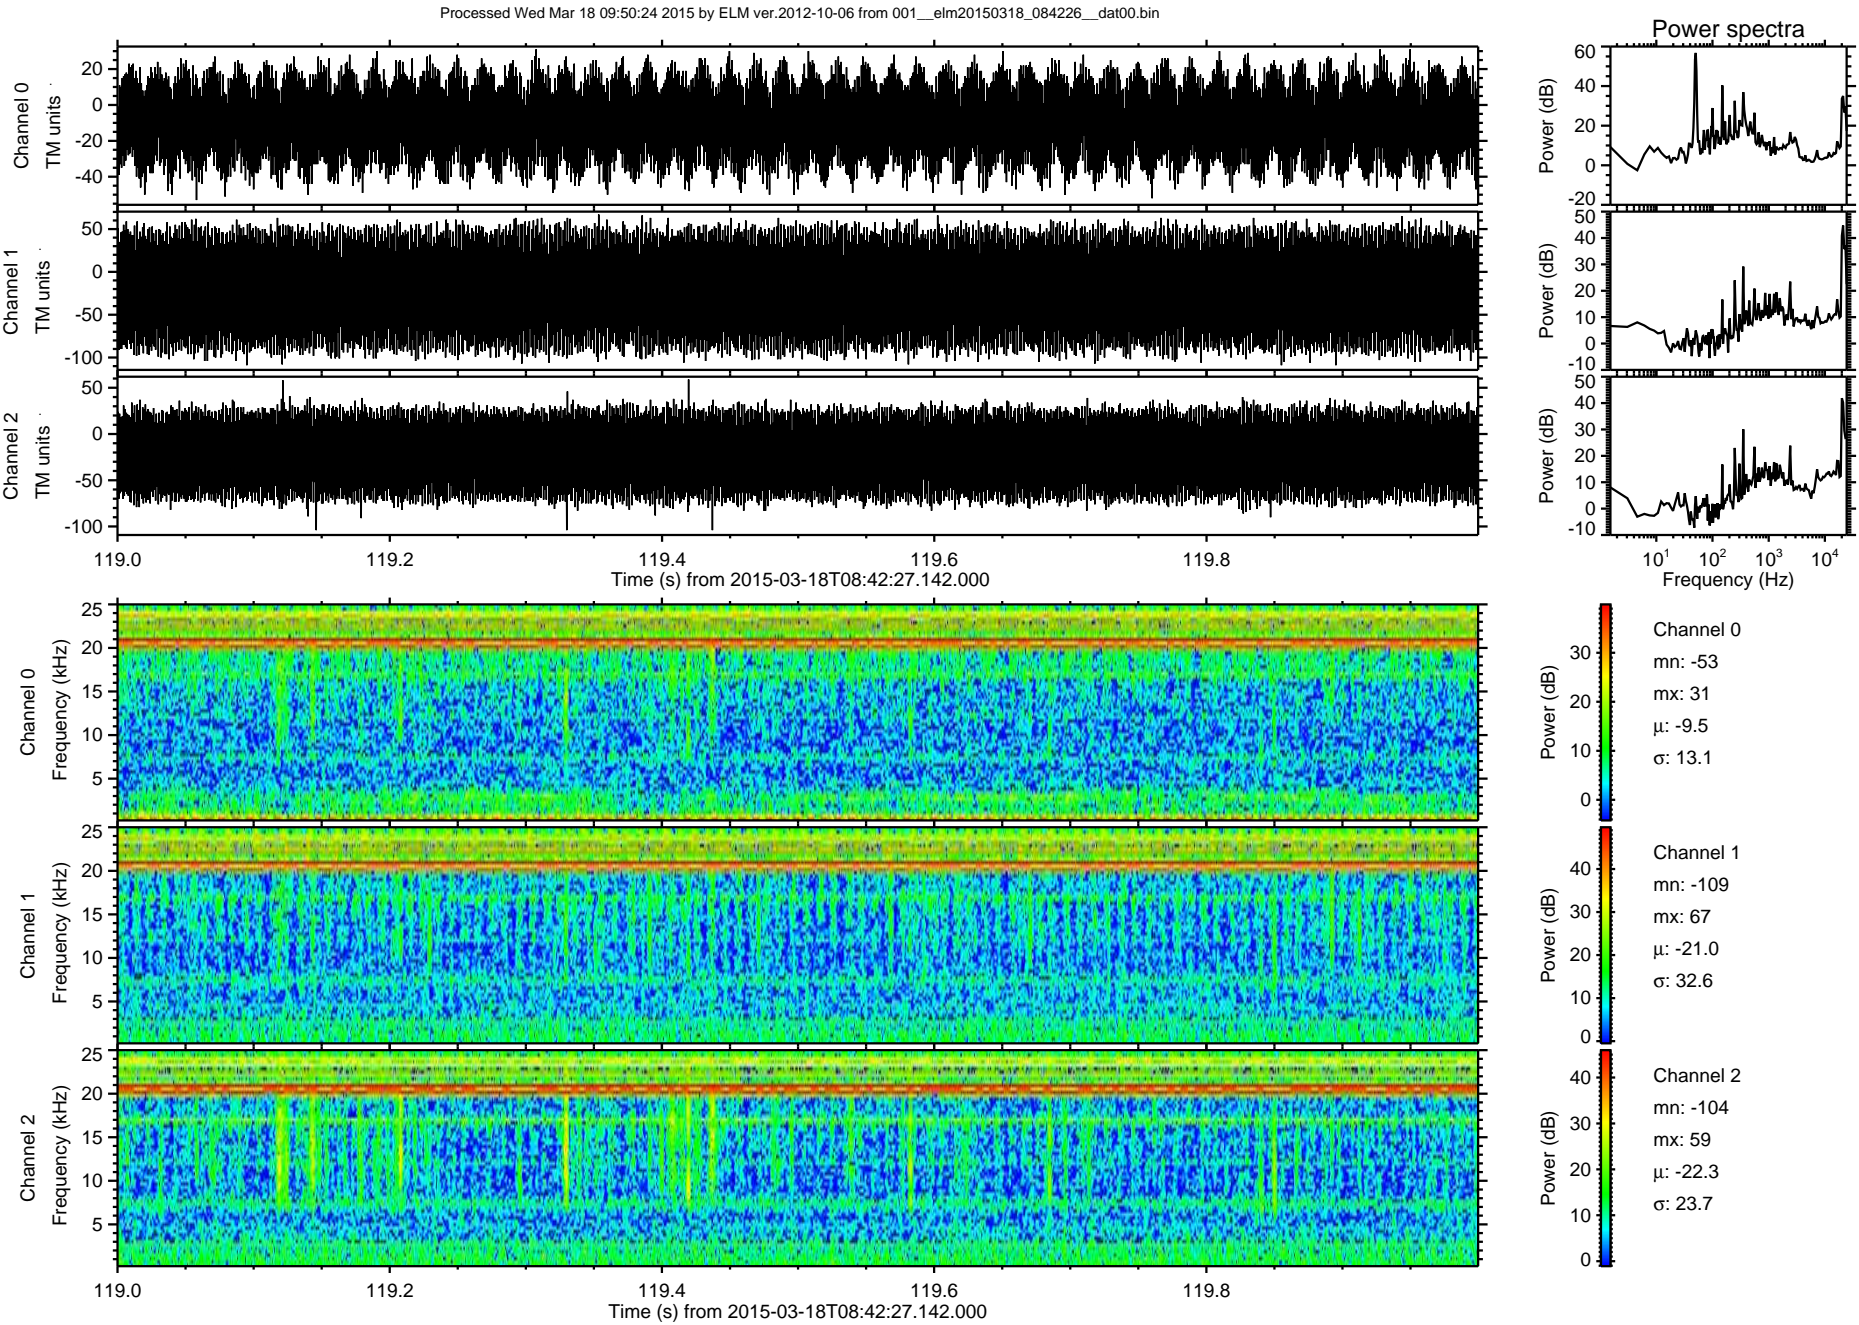 Processed Wed Mar 18 09:50:24 2015 by ELM ver.2012-10-06 from 001__elm20150318_084226__dat00.bin
Power spectra
Channel 0
TM units
20
0
-20
-40
Power (dB)
60
40
20
0
-20
Channel 1
TM units
50
0
-50
-100
Power (dB)
50
40
30
20
10
0
-10
Channel 2
TM units
50
0
-50
-100
Power (dB)
50
40
30
20
10
0
-10
119.0 119.2 119.4 119.6 119.8
Time (s) from 2015-03-18T08:42:27.142.000
10^1 10^2 10^3 10^4
Frequency (Hz)
Channel 0
Frequency (kHz)
25
20
15
10
5
Power (dB)
30
20
10
0
Channel 0
mn: -53
mx: 31
μ: -9.5
σ: 13.1
Channel 1
Frequency (kHz)
25
20
15
10
5
Power (dB)
40
30
20
10
0
Channel 1
mn: -109
mx: 67
μ: -21.0
σ: 32.6
Channel 2
Frequency (kHz)
25
20
15
10
5
Power (dB)
40
30
20
10
0
Channel 2
mn: -104
mx: 59
μ: -22.3
σ: 23.7
119.0 119.2 119.4 119.6 119.8
Time (s) from 2015-03-18T08:42:27.142.000